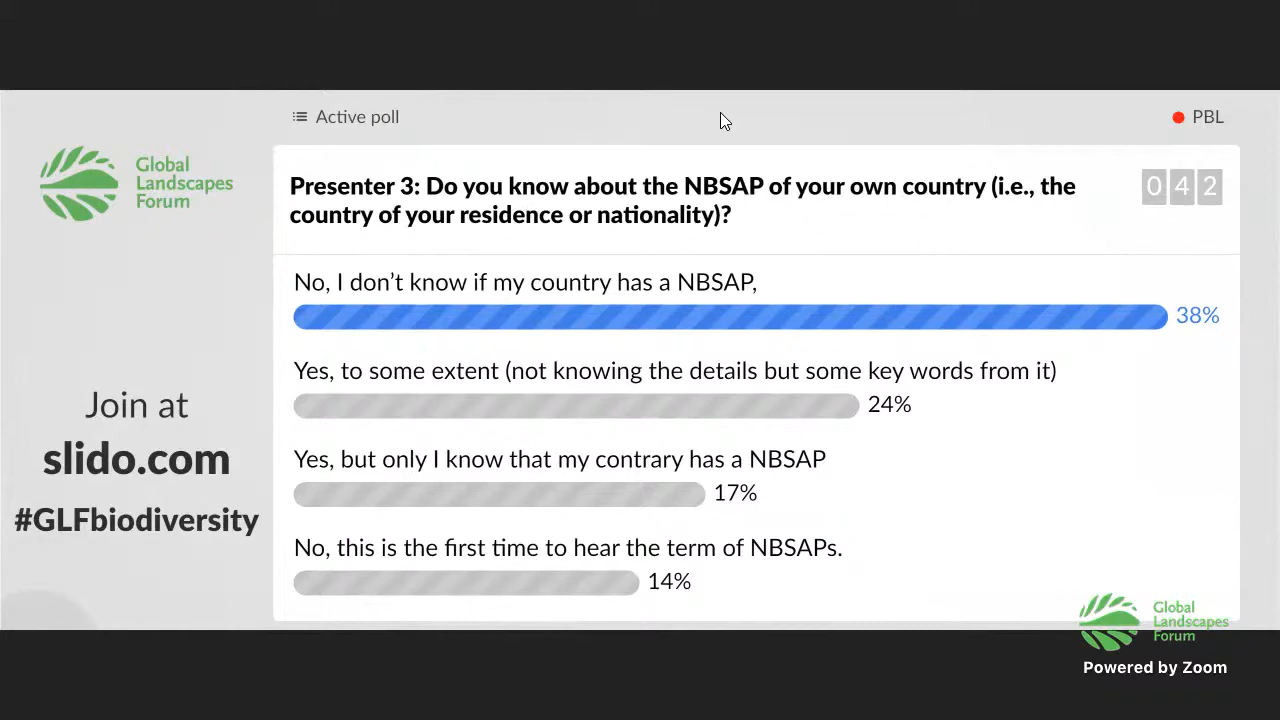 Active poll
PBL
Global
Landscapes
Forum
Presenter 3: Do you know about the NBSAP of your own country (i.e., the
country of your residence or nationality)?
042
No, I don't know if my country has a NBSAP,
38%
Yes, to some extent (not knowing the details but some key words from it)
24%
Yes, but only I know that my contrary has a NBSAP
17%
No, this is the first time to hear the term of NBSAPs.
14%
Join at
slido.com
#GLFbiodiversity
Global
Landscapes
Forum
Powered by Zoom